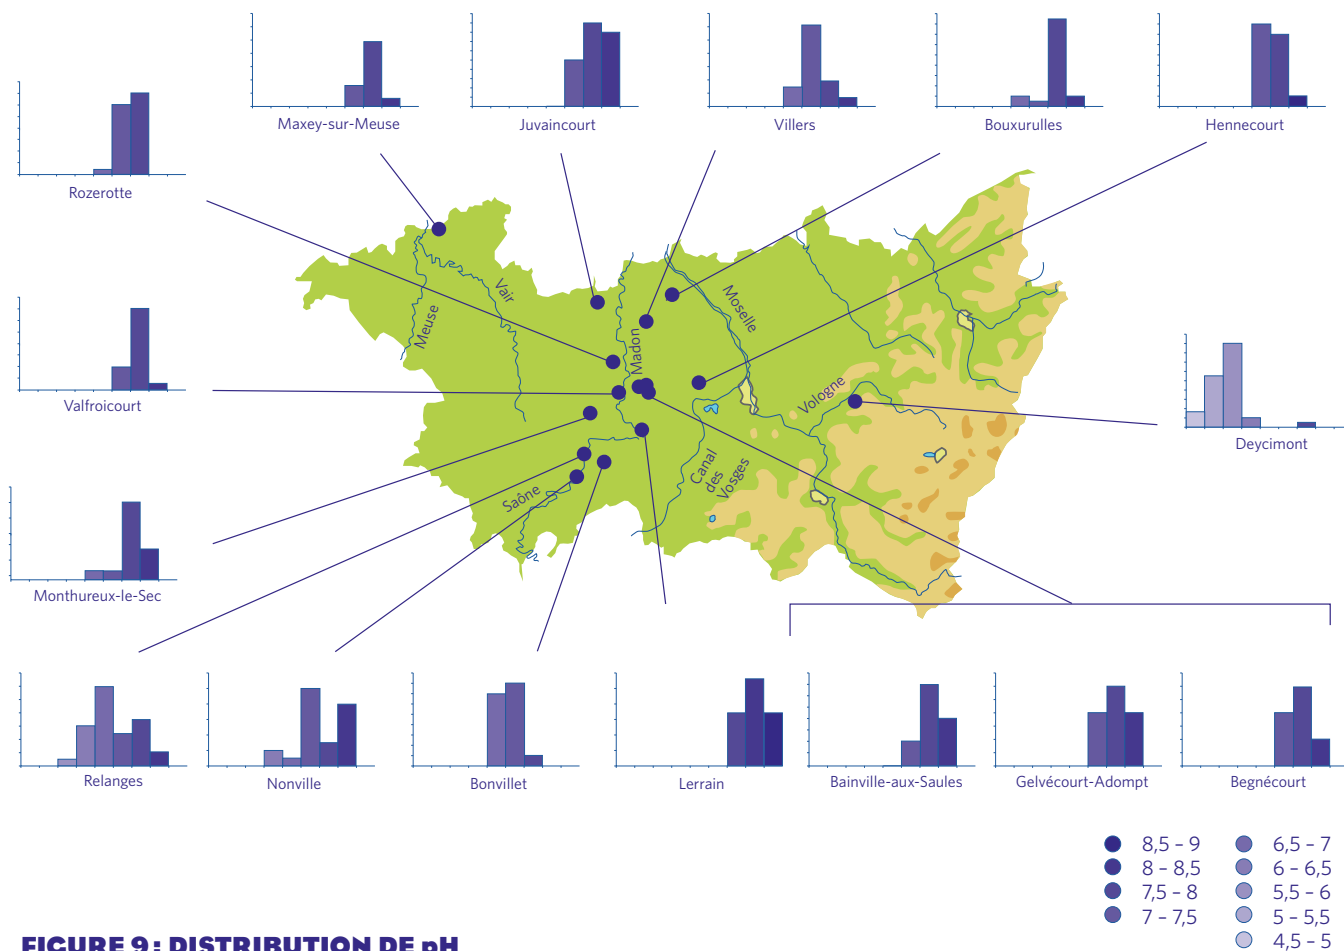 Maxey-sur-Meuse
Juvaincourt
Villers
Bouxurulles
Hennecourt
Rozerotte
Meuse
Vair
Madon
Moselle
Vologne
Valfroicourt
Deycimont
Canal
des
Vosges
Saône
Monthureux-le-Sec
Relanges
Nonville
Bonvillet
Lerrain
Bainville-aux-Saules
Gelvécourt-Adompt
Begnécourt
8,5 – 9
8 – 8,5
7,5 – 8
7 – 7,5
6,5 – 7
6 – 6,5
5,5 – 6
5 – 5,5
4,5 – 5
FIGURE 9 : DISTRIBUTION DE pH